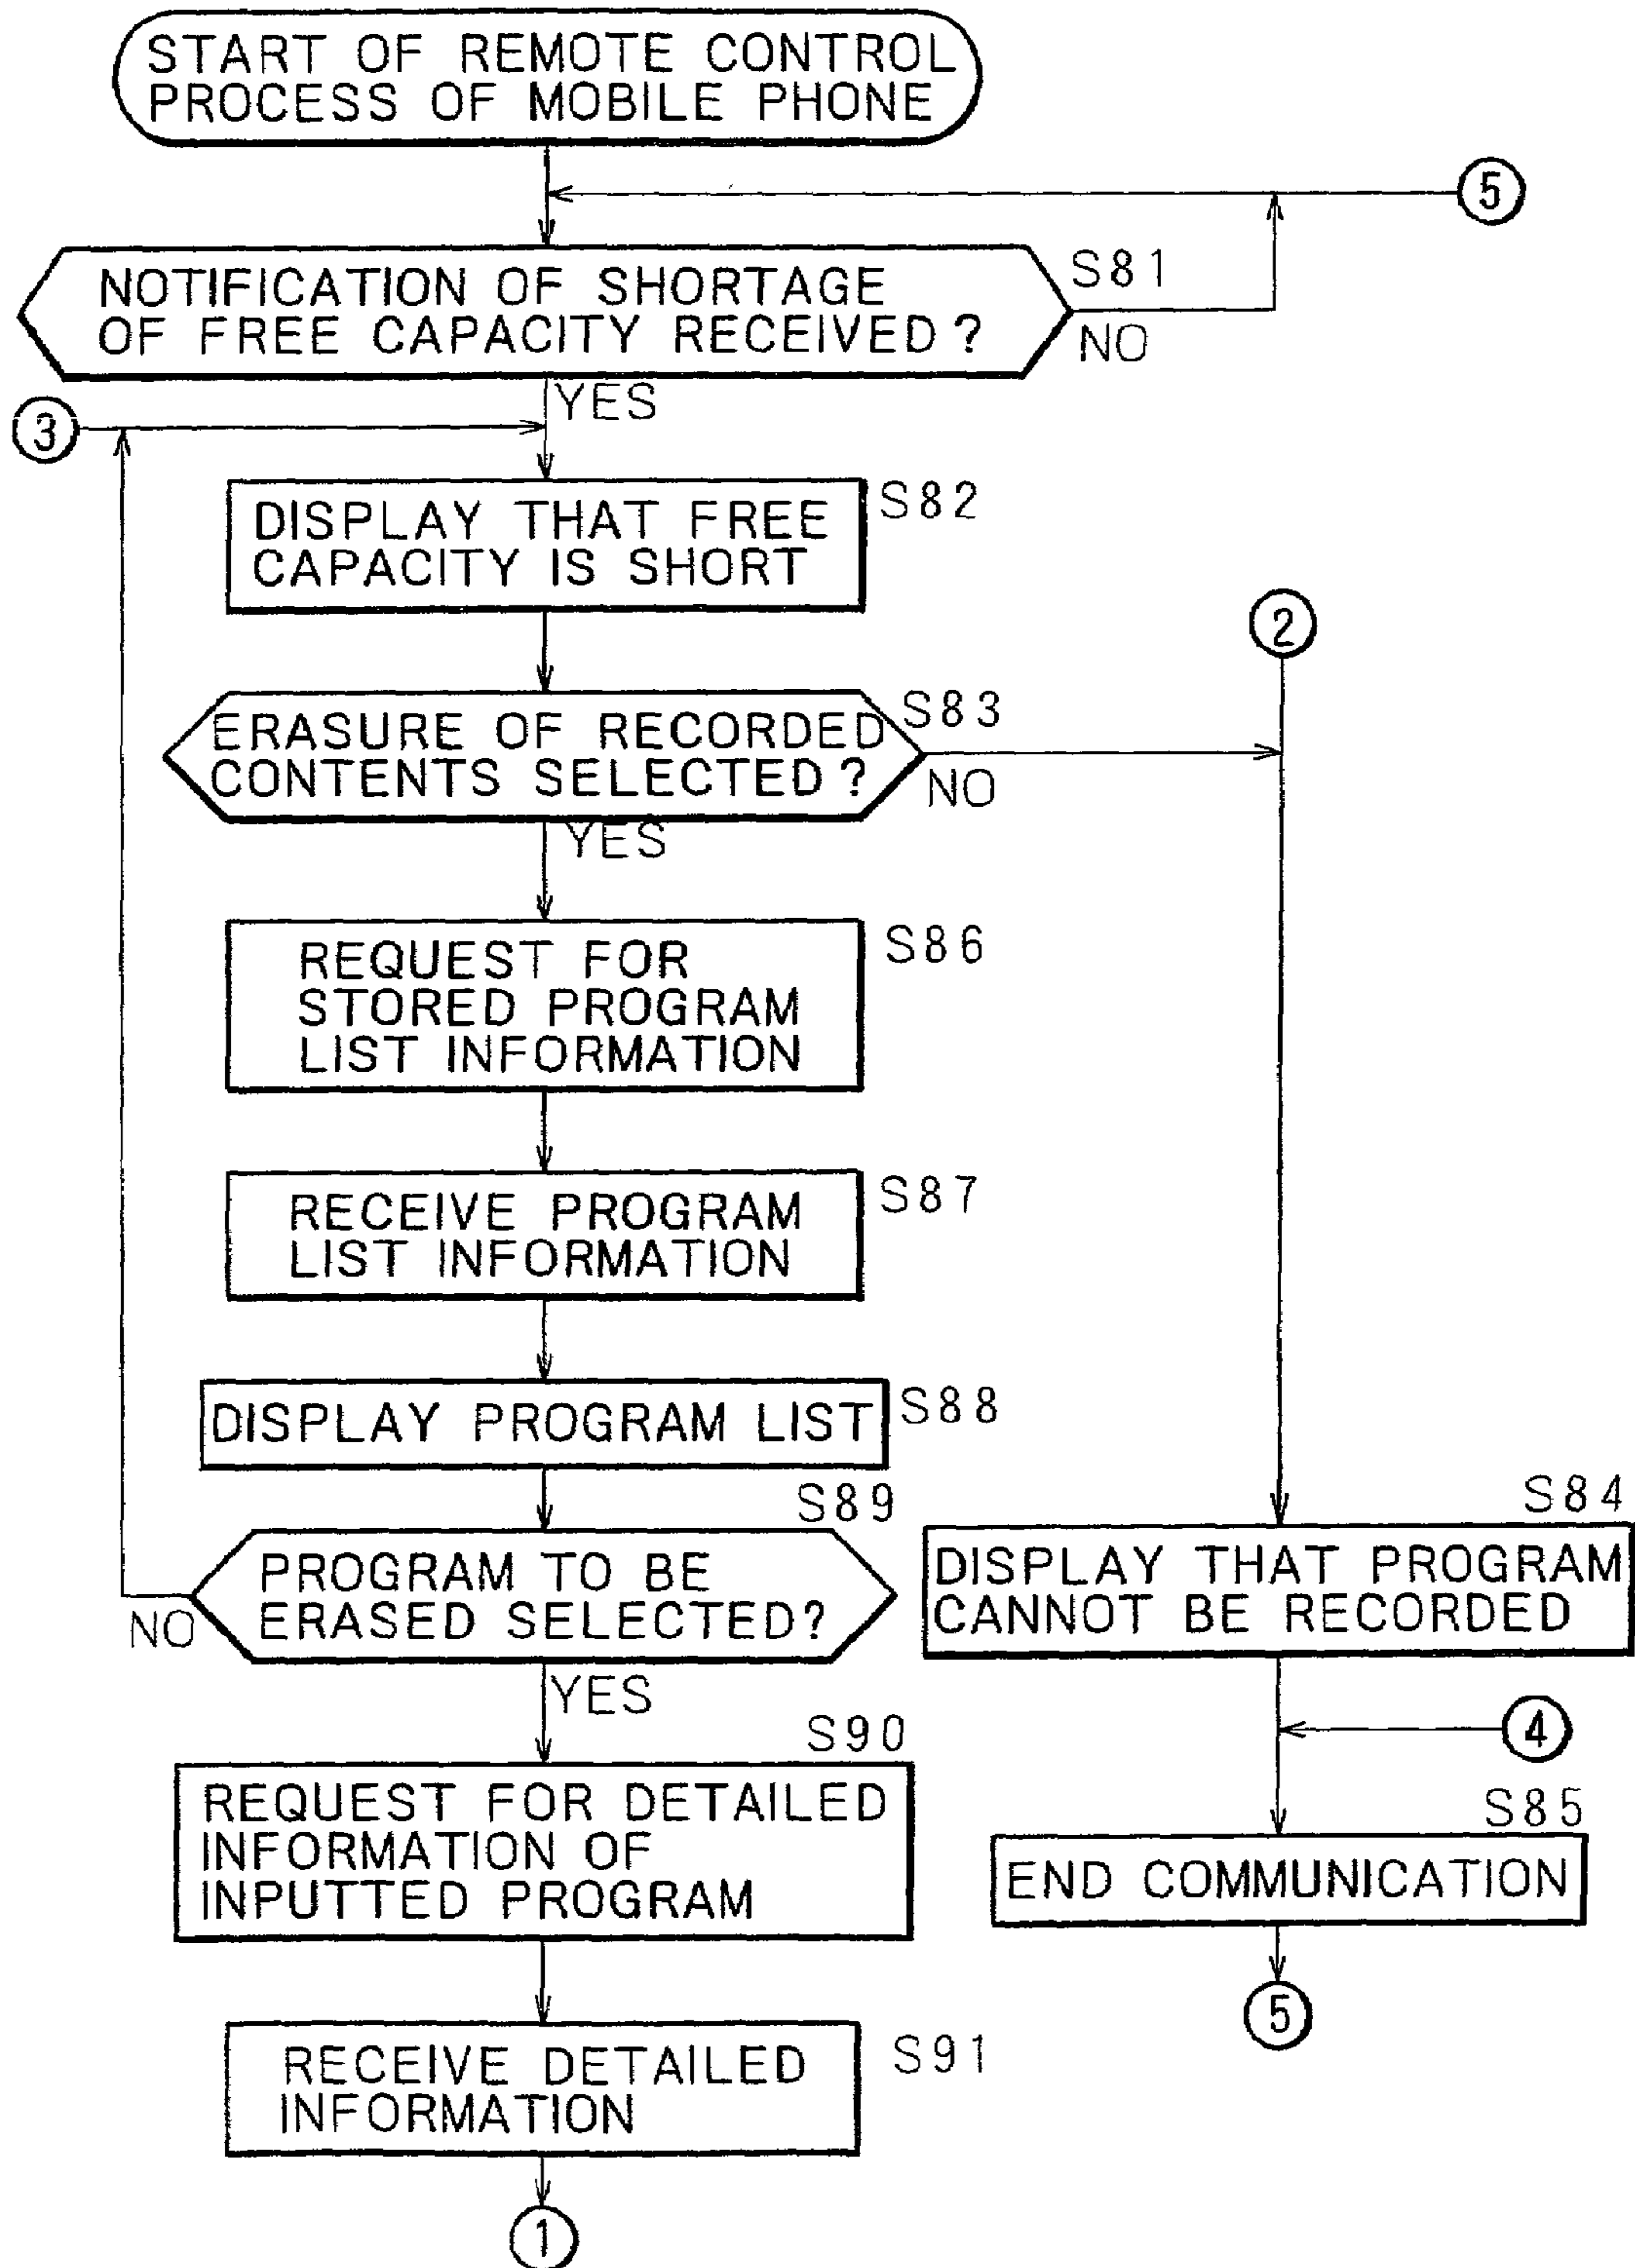 START OF REMOTE CONTROL
PROCESS OF MOBILE PHONE
5
NOTIFICATION OF SHORTAGE
OF FREE CAPACITY RECEIVED?
S81
NO
YES
3
DISPLAY THAT FREE
CAPACITY IS SHORT
S82
2
ERASURE OF RECORDED
CONTENTS SELECTED?
S83
NO
YES
REQUEST FOR
STORED PROGRAM
LIST INFORMATION
S86
RECEIVE PROGRAM
LIST INFORMATION
S87
DISPLAY PROGRAM LIST
S88
S89
PROGRAM TO BE
ERASED SELECTED?
NO
YES
S84
DISPLAY THAT PROGRAM
CANNOT BE RECORDED
4
S90
REQUEST FOR DETAILED
INFORMATION OF
INPUTTED PROGRAM
S85
END COMMUNICATION
5
RECEIVE DETAILED
INFORMATION
S91
1